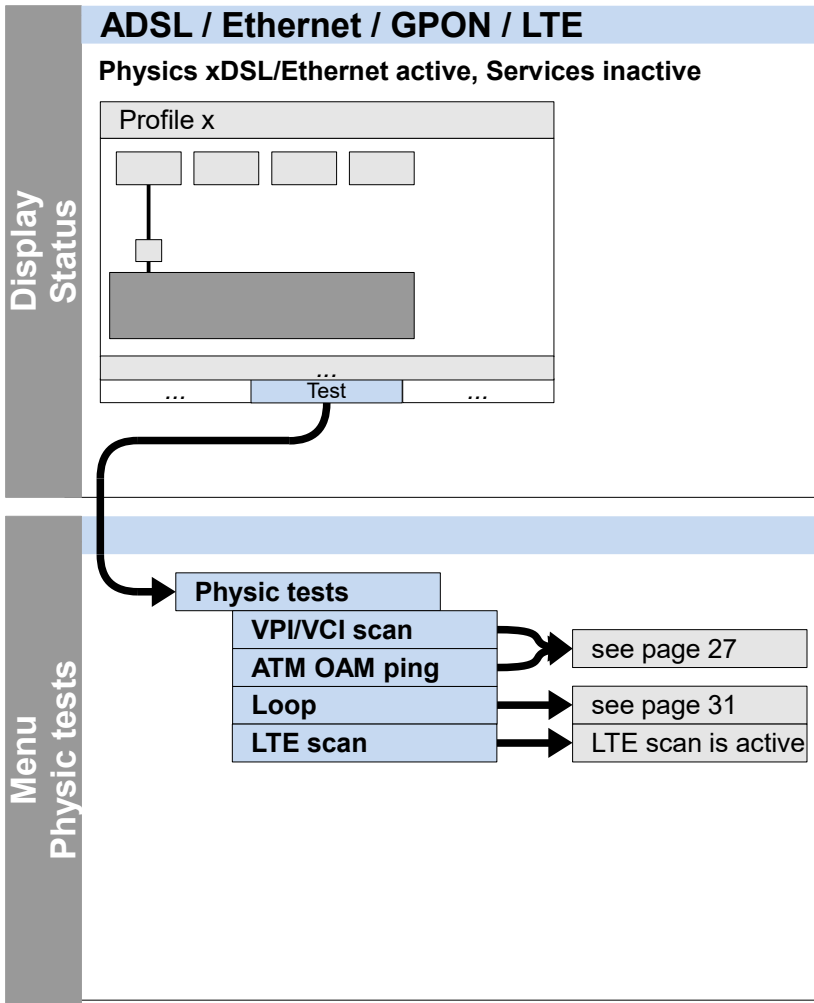 ADSL / Ethernet / GPON / LTE
Physics xDSL/Ethernet active, Services inactive
Display
Status
Profile x
...
... Test ...
Menu
Physic tests
Physic tests
VPI/VCI scan
see page 27
ATM OAM ping
Loop see page 31
LTE scan LTE scan is active